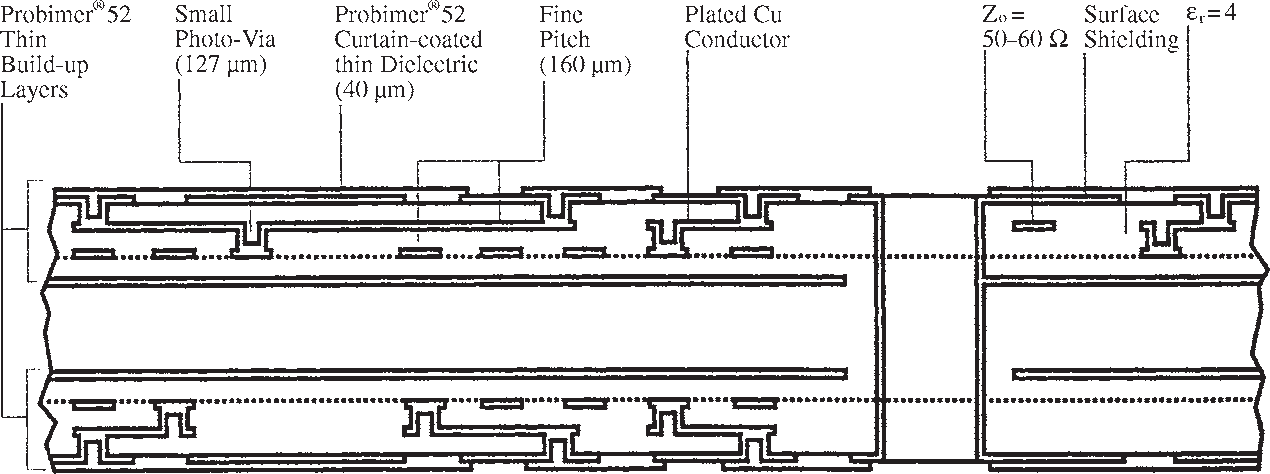 Probimer®52
Thin
Build-up
Layers
Small
Photo-Via
(127 μm)
Probimer®52
Curtain-coated
thin Dielectric
(40 μm)
Fine
Pitch
(160 μm)
Plated Cu
Conductor
Zₒ =
50–60 Ω
Surface
Shielding
εᵣ = 4